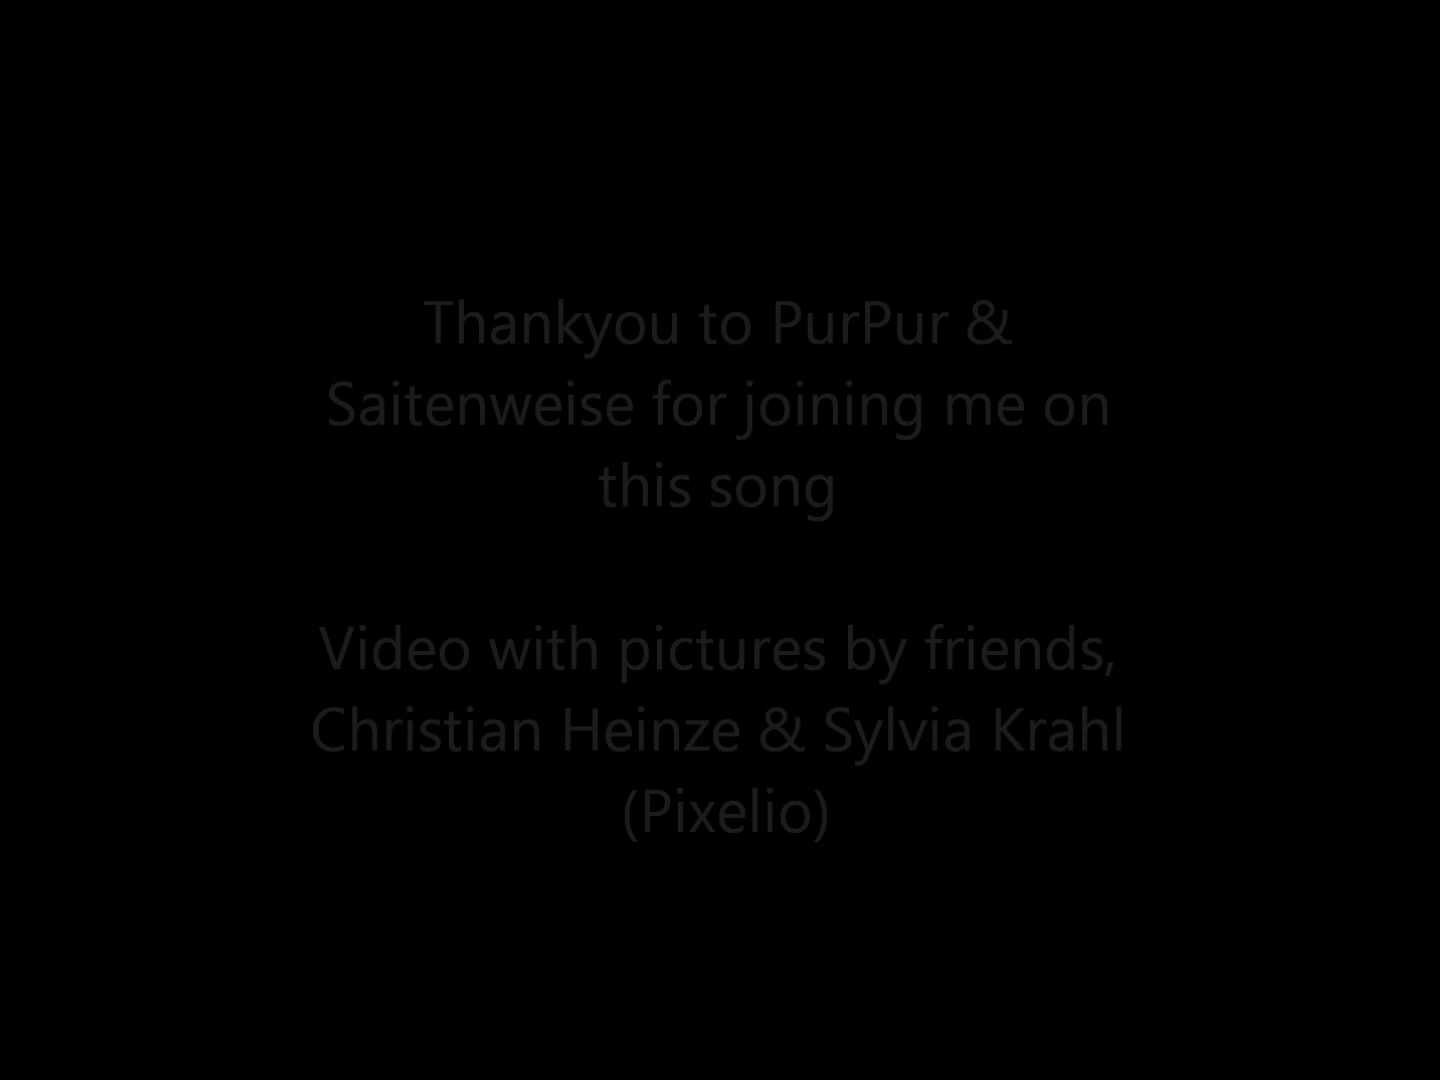 Thankyou to PurPur &
Saitenweise for joining me on
this song
Video with pictures by friends,
Christian Heinze & Sylvia Krahl
(Pixelio)